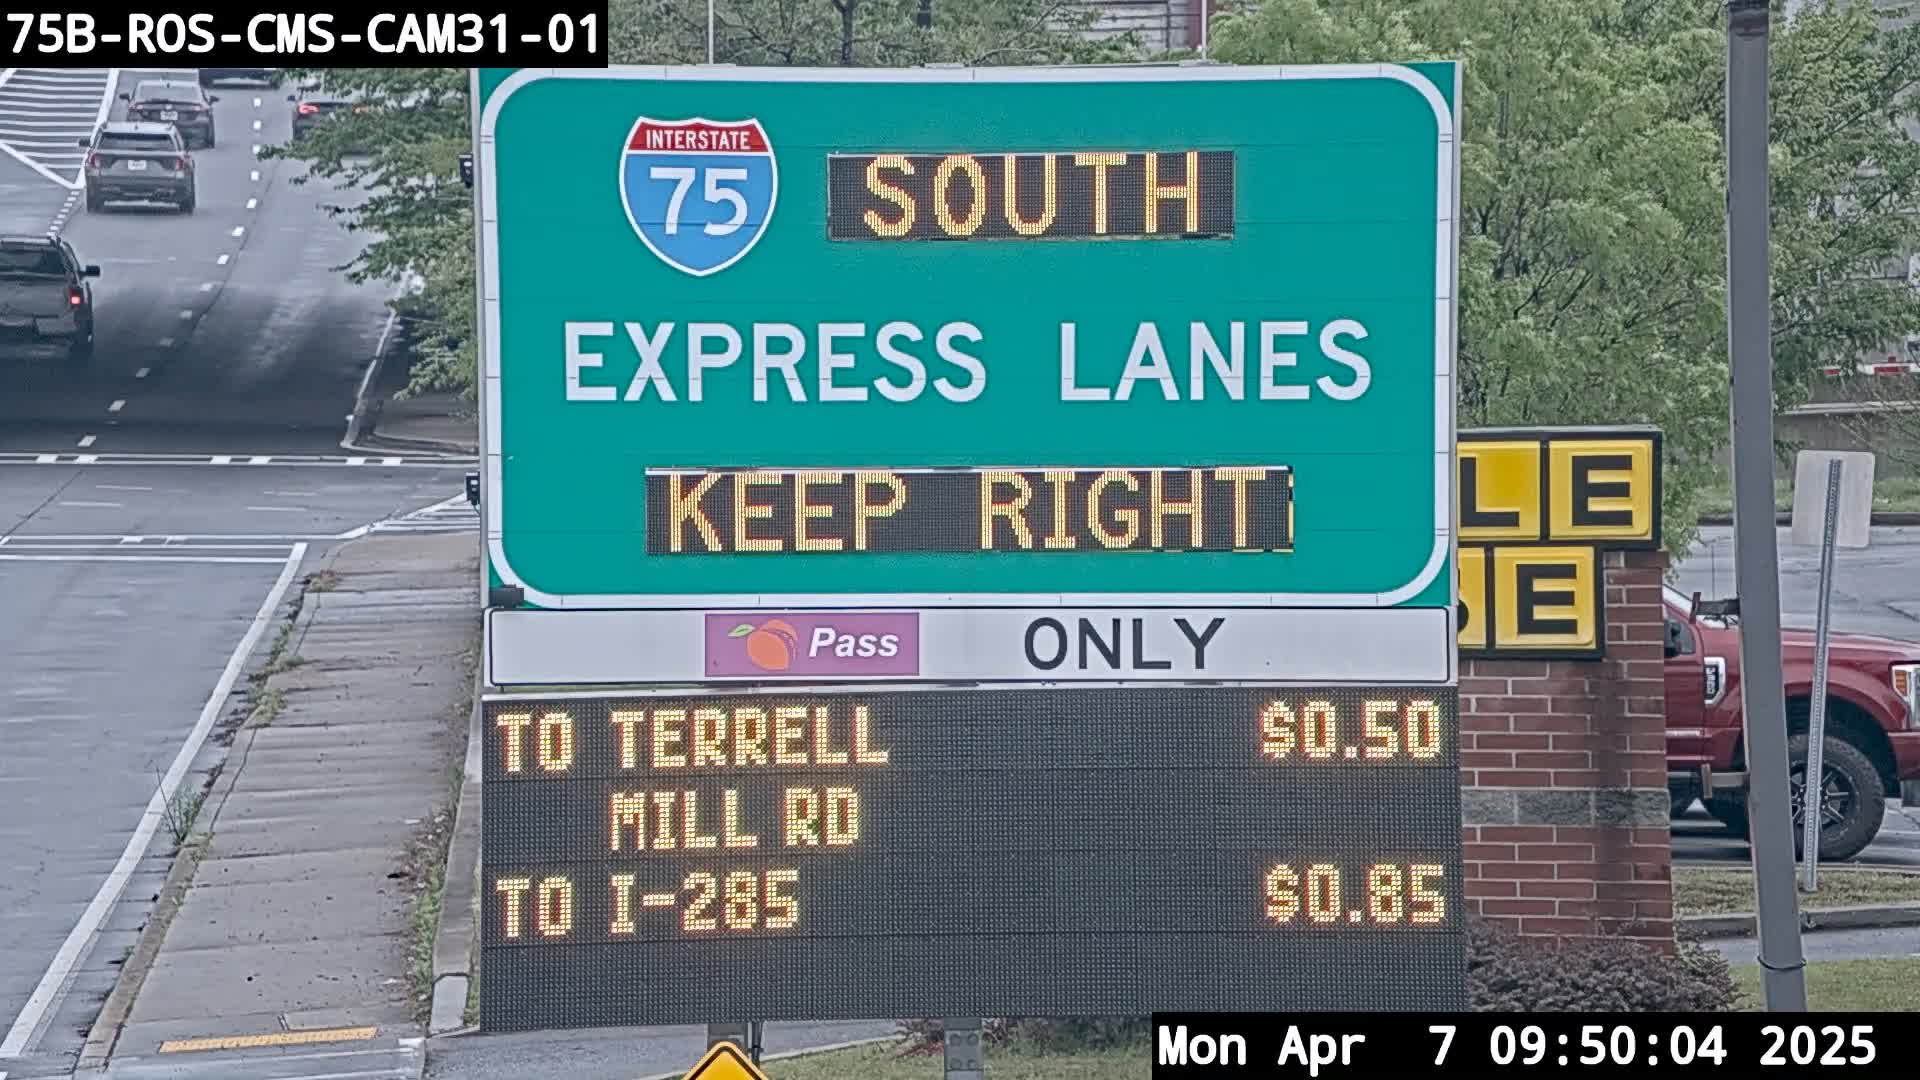 75B-ROS-CMS-CAM31-01
INTERSTATE
75
SOUTH
EXPRESS LANES
KEEP RIGHT
Pass ONLY
TO TERRELL $0.50
MILL RD
TO I-285 $0.85
LE
E
Mon Apr 7 09:50:04 2025